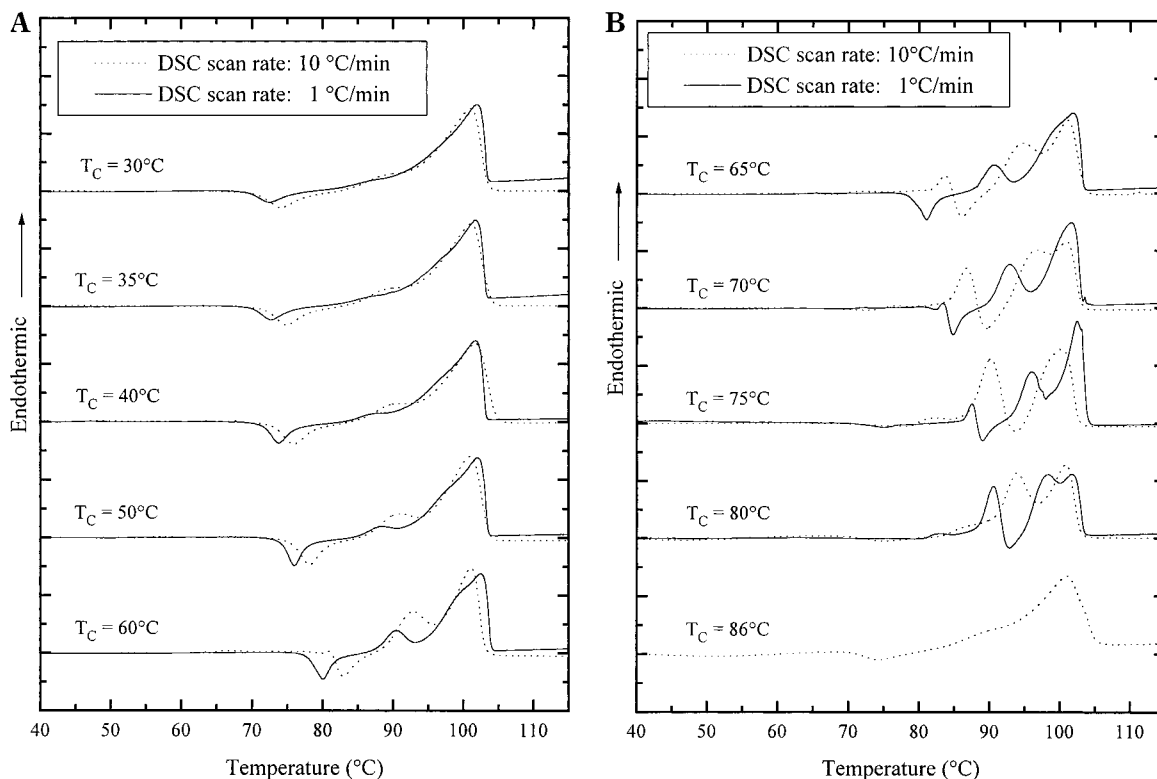 A
DSC scan rate: 10 °C/min
DSC scan rate: 1 °C/min
T_C = 30°C
T_C = 35°C
T_C = 40°C
T_C = 50°C
T_C = 60°C
Endothermic
40 50 60 70 80 90 100 110
Temperature (°C)
B
DSC scan rate: 10°C/min
DSC scan rate: 1°C/min
T_C = 65°C
T_C = 70°C
T_C = 75°C
T_C = 80°C
T_C = 86°C
Endothermic
40 50 60 70 80 90 100 110
Temperature (°C)